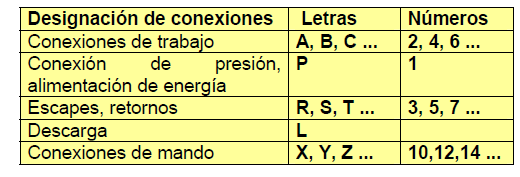 Designación de conexiones Letras Números
Conexiones de trabajo A, B, C ... 2, 4, 6 ...
Conexión de presión, P 1
alimentación de energía
Escapes, retornos R, S, T ... 3, 5, 7 ...
Descarga L
Conexiones de mando X, Y, Z ... 10,12,14 ...